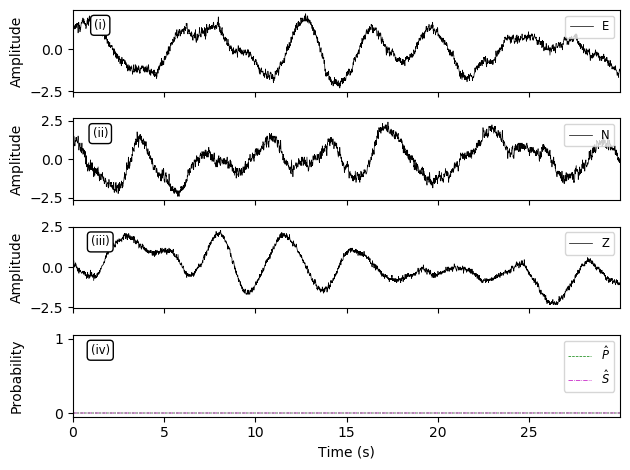 (i)
E
Amplitude
0.0
−2.5
(ii)
N
Amplitude
2.5
0.0
−2.5
(iii)
Z
Amplitude
2.5
0.0
−2.5
(iv)
P̂
Ŝ
Probability
1
0
0 5 10 15 20 25
Time (s)